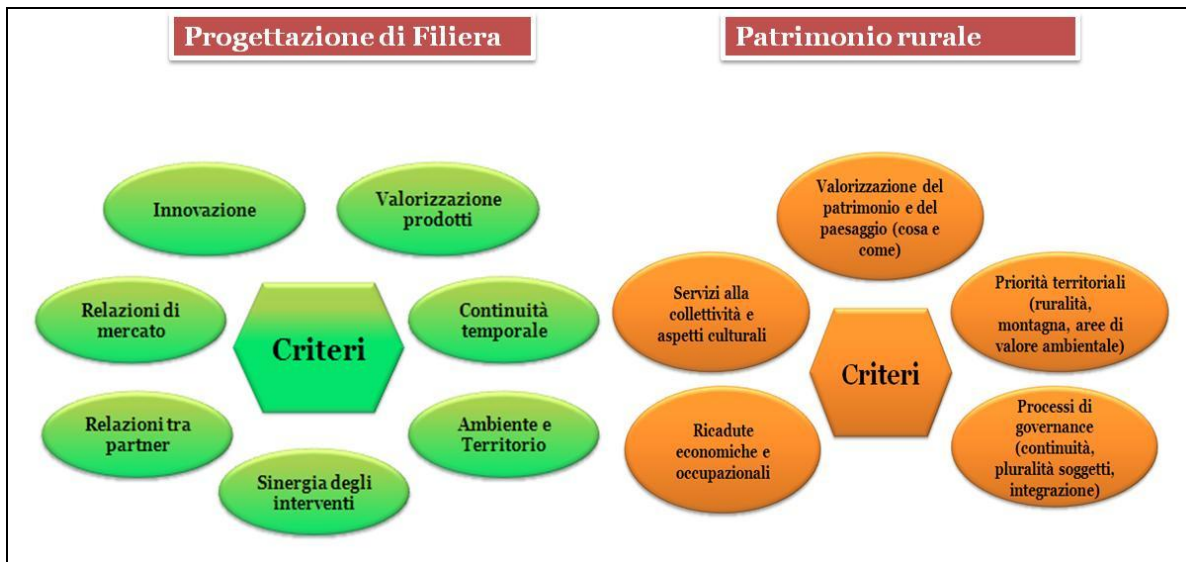 Progettazione di Filiera
Innovazione
Valorizzazione
prodotti
Relazioni di
mercato
Criteri
Continuità
temporale
Relazioni tra
partner
Ambiente e
Territorio
Sinergia degli
interventi
Patrimonio rurale
Valorizzazione del
patrimonio e del
paesaggio (cosa e
come)
Servizi alla
collettività e
aspetti culturali
Priorità territoriali
(ruralità,
montagna, aree di
valore ambientale)
Criteri
Ricadute
economiche e
occupazionali
Processi di
governance
(continuità,
pluralità soggetti,
integrazione)